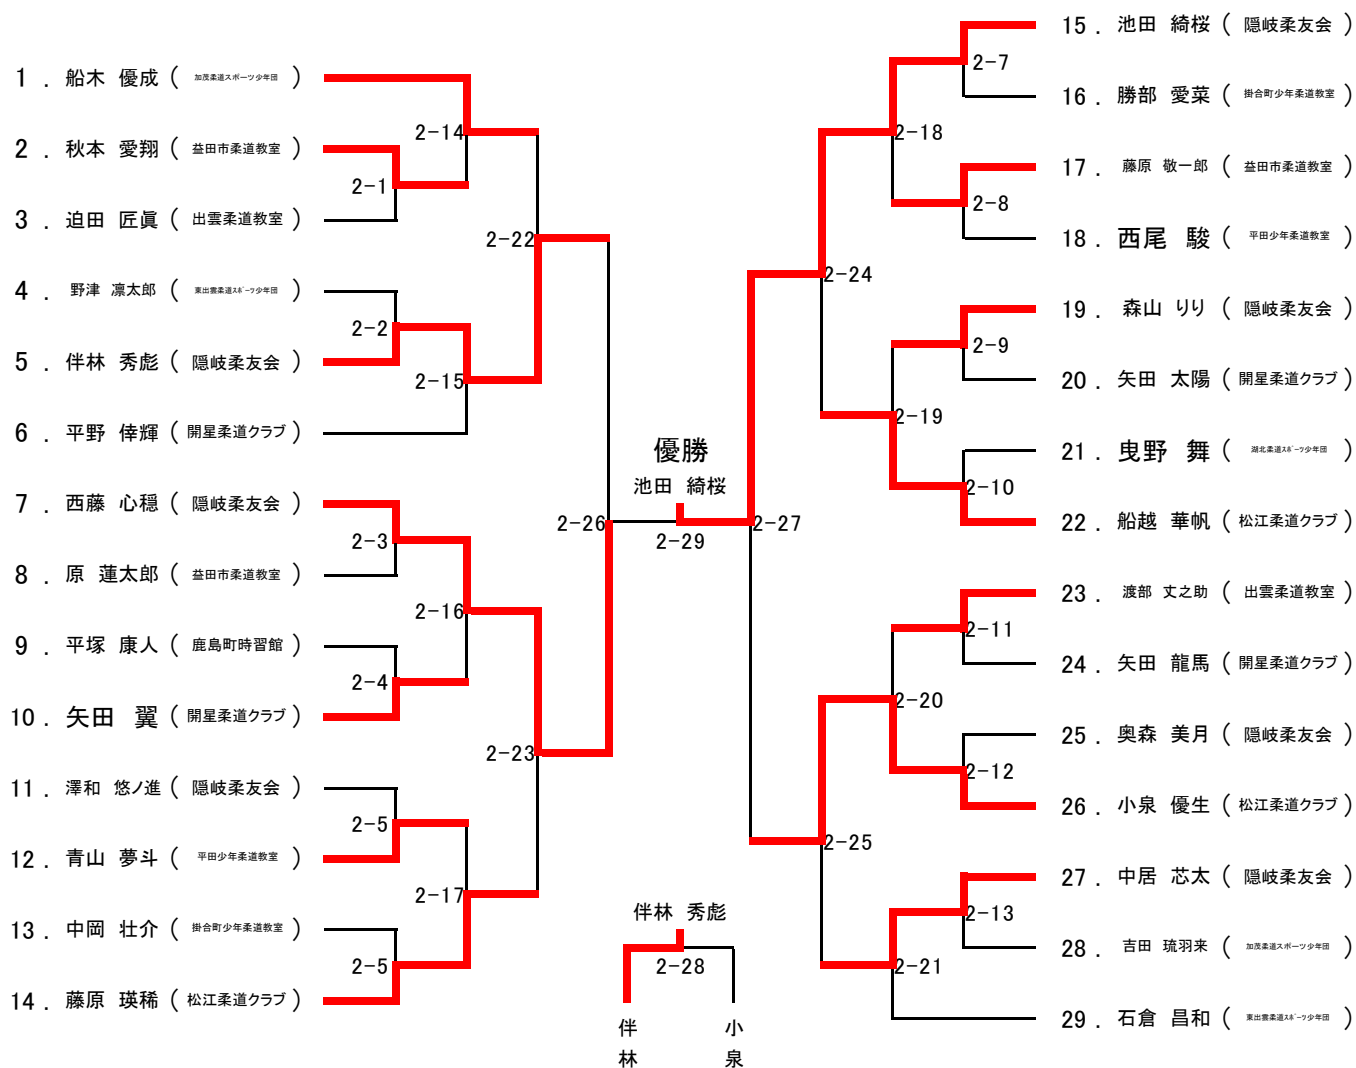 1 . 船木 優成 ( 加茂柔道スポーツ少年団 )
2 . 秋本 愛翔 ( 益田市柔道教室 )
3 . 迫田 匠眞 ( 出雲柔道教室 )
4 . 野津 凛太郎 ( 東出雲柔道スポーツ少年団 )
5 . 伴林 秀彪 ( 隠岐柔友会 )
6 . 平野 倖輝 ( 開星柔道クラブ )
7 . 西藤 心穏 ( 隠岐柔友会 )
8 . 原 蓮太郎 ( 益田市柔道教室 )
9 . 平塚 康人 ( 鹿島町時習館 )
10 . 矢田 翼 ( 開星柔道クラブ )
11 . 澤和 悠ノ進 ( 隠岐柔友会 )
12 . 青山 夢斗 ( 平田少年柔道教室 )
13 . 中岡 壮介 ( 掛合町少年柔道教室 )
14 . 藤原 瑛稀 ( 松江柔道クラブ )
2-1
2-2
2-3
2-4
2-5
2-5
2-14
2-15
2-16
2-17
2-22
2-23
2-26
優勝
池田 綺桜
2-29
伴林 秀彪
2-28
伴林
小泉
2-27
2-24
2-25
2-18
2-19
2-20
2-21
2-7
2-8
2-9
2-10
2-11
2-12
2-13
15 . 池田 綺桜 ( 隠岐柔友会 )
16 . 勝部 愛菜 ( 掛合町少年柔道教室 )
17 . 藤原 敬一郎 ( 益田市柔道教室 )
18 . 西尾 駿 ( 平田少年柔道教室 )
19 . 森山 りり ( 隠岐柔友会 )
20 . 矢田 太陽 ( 開星柔道クラブ )
21 . 曳野 舞 ( 湖北柔道スポーツ少年団 )
22 . 船越 華帆 ( 松江柔道クラブ )
23 . 渡部 丈之助 ( 出雲柔道教室 )
24 . 矢田 龍馬 ( 開星柔道クラブ )
25 . 奥森 美月 ( 隠岐柔友会 )
26 . 小泉 優生 ( 松江柔道クラブ )
27 . 中居 芯太 ( 隠岐柔友会 )
28 . 吉田 琉羽来 ( 加茂柔道スポーツ少年団 )
29 . 石倉 昌和 ( 東出雲柔道スポーツ少年団 )